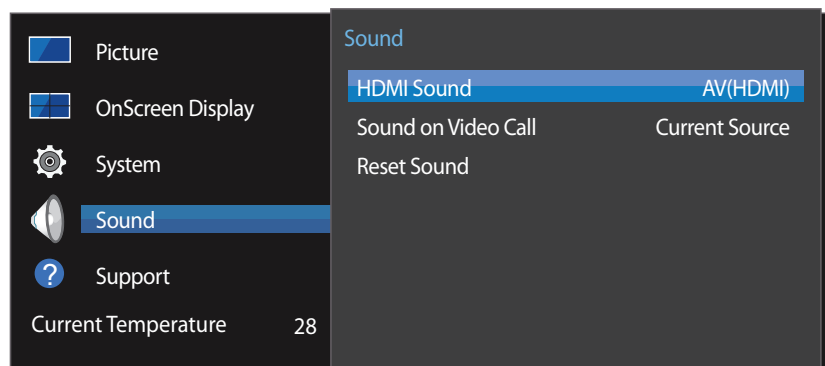 Picture
OnScreen Display
System
Sound
Support
Current Temperature 28
Sound
HDMI Sound AV(HDMI)
Sound on Video Call Current Source
Reset Sound